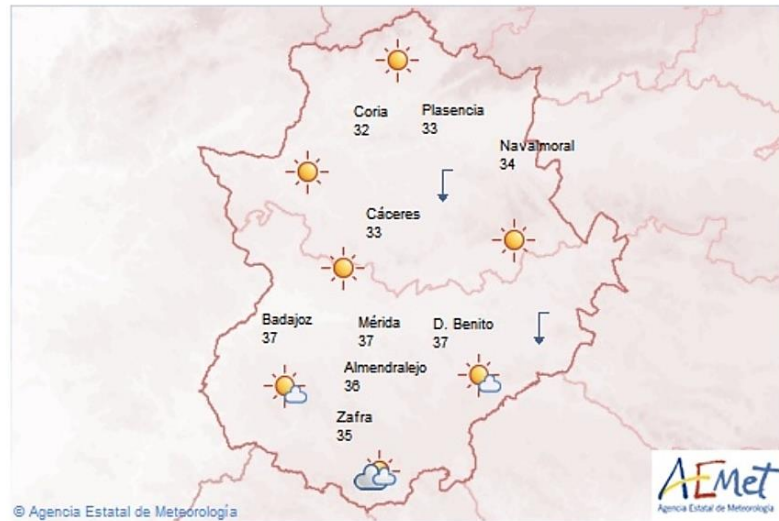 Coria
32
Plasencia
33
Navalmoral
34
Cáceres
33
Badajoz
37
Mérida
37
D. Benito
37
Almendralejo
36
Zafra
35
AEMet
Agencia Estatal de Meteorología
© Agencia Estatal de Meteorología